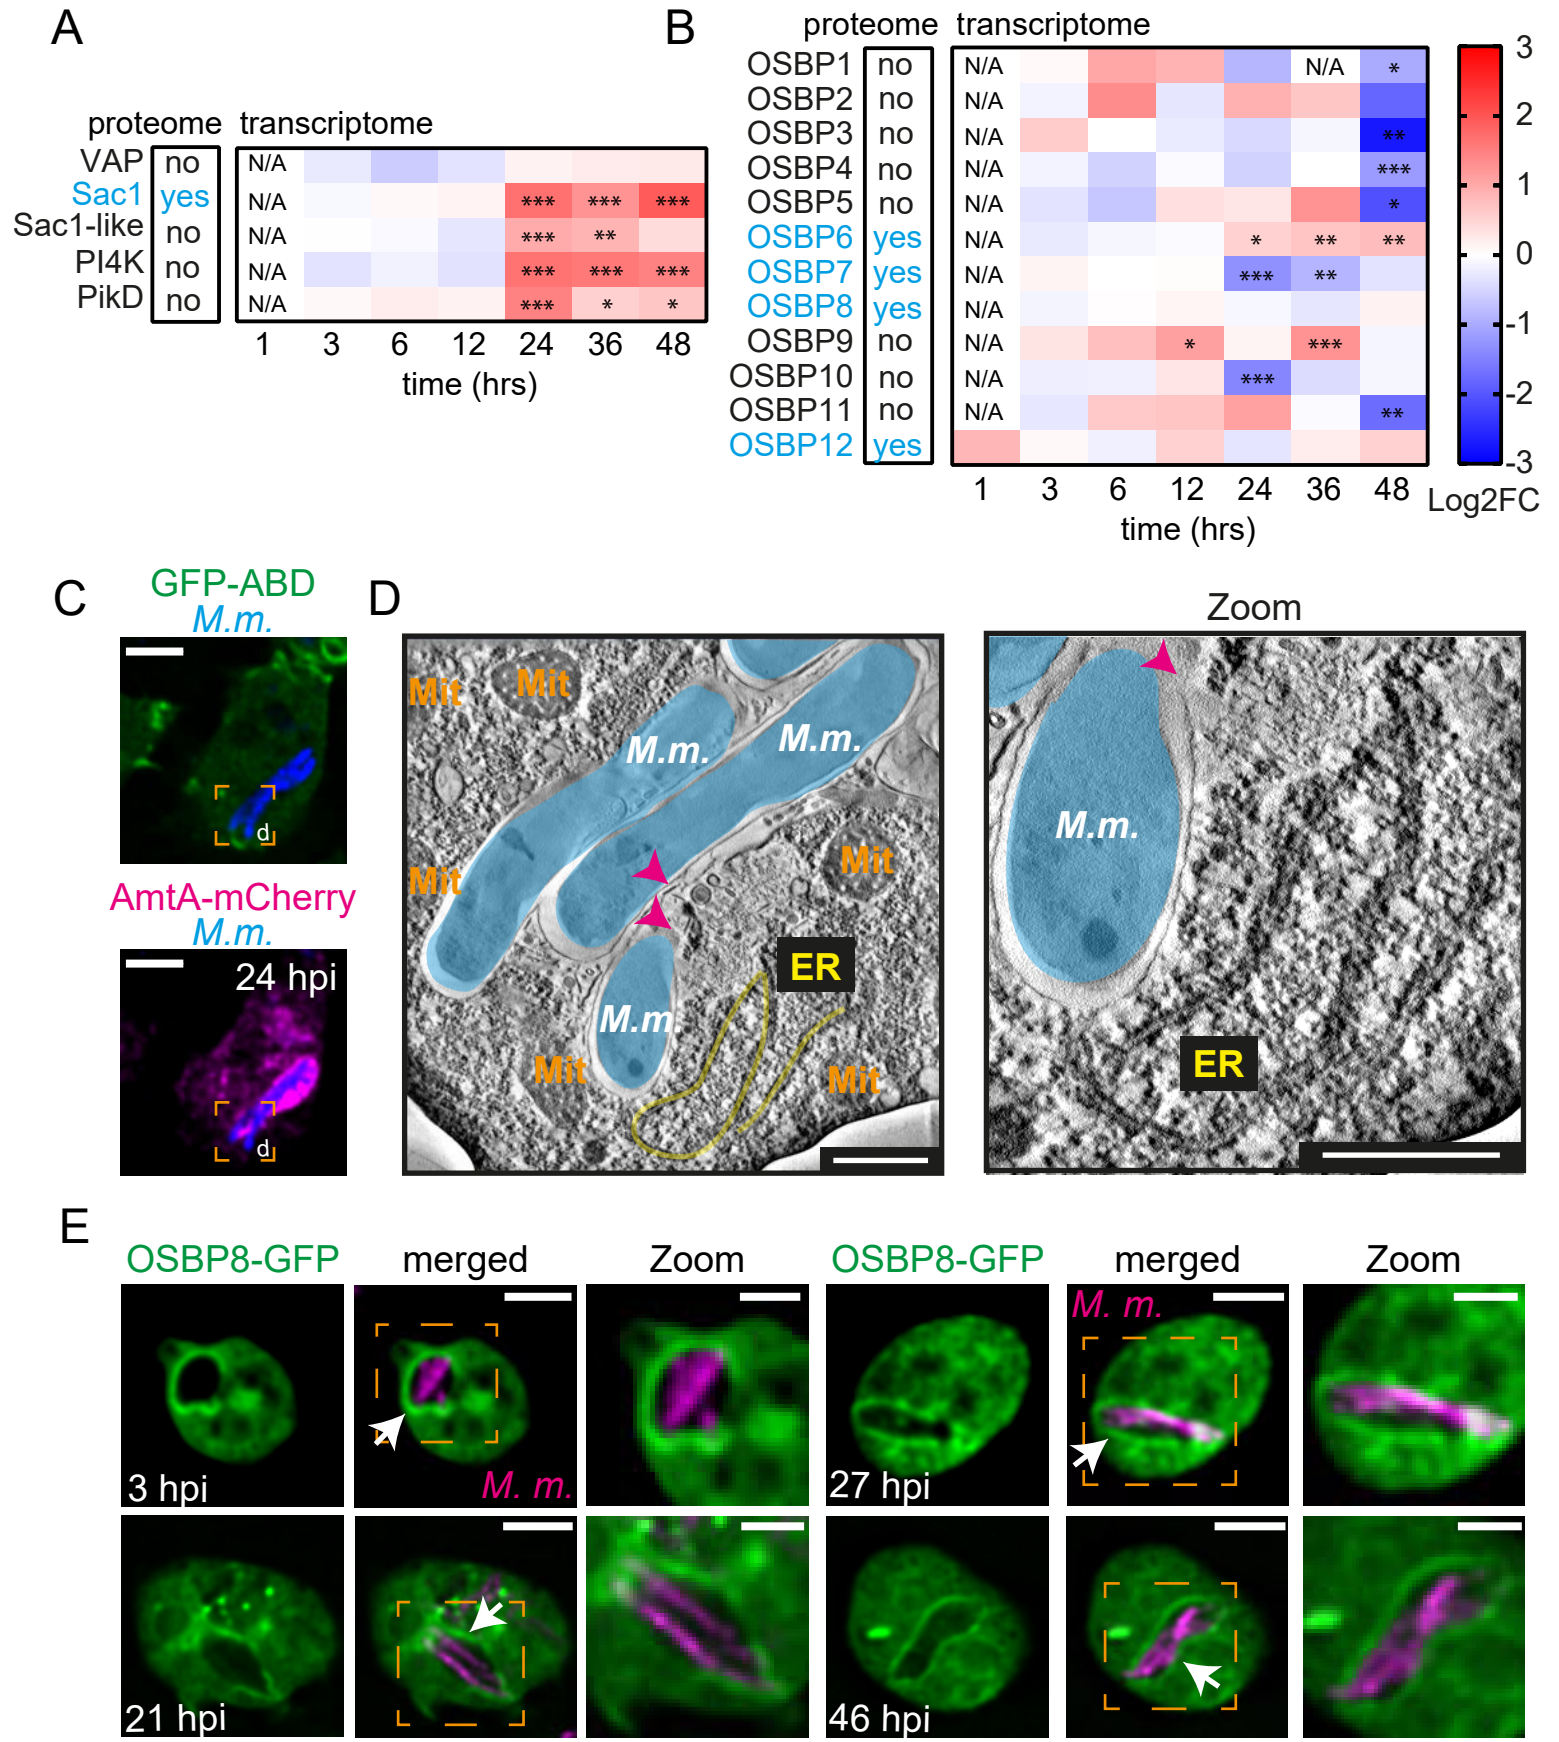 A
proteome transcriptome
VAP no N/A
Sac1 yes N/A *** *** ***
Sac1-like no N/A *** **
PI4K no N/A *** *** ***
PikD no N/A *** * *
1 3 6 12 24 36 48
time (hrs)
B
proteome transcriptome
OSBP1 no N/A N/A *
OSBP2 no N/A
OSBP3 no N/A **
OSBP4 no N/A ***
OSBP5 no N/A *
OSBP6 yes N/A * ** **
OSBP7 yes N/A *** **
OSBP8 yes N/A
OSBP9 no N/A * ***
OSBP10 no N/A ***
OSBP11 no N/A **
OSBP12 yes
1 3 6 12 24 36 48
time (hrs)
3
2
1
0
-1
-2
-3
Log2FC
C
GFP-ABD
M.m.
d
AmtA-mCherry
M.m.
24 hpi
d
D
Mit
Mit
M.m.
M.m.
Mit
Mit
ER
M.m.
Mit
Mit
Zoom
M.m.
ER
E
OSBP8-GFP merged Zoom OSBP8-GFP merged Zoom
3 hpi
M. m.
27 hpi
M. m.
21 hpi
46 hpi